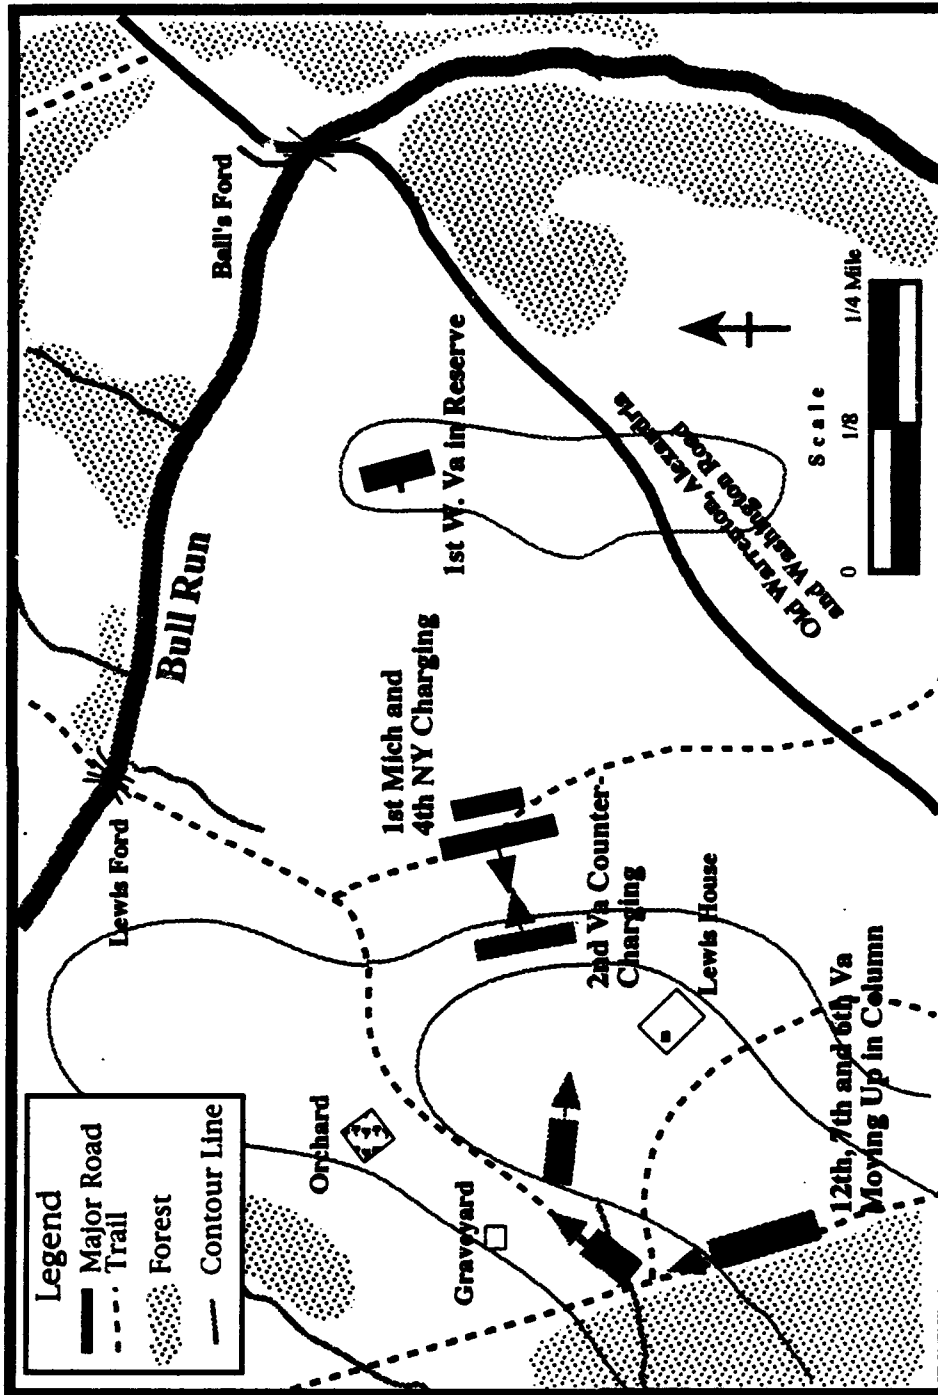 Legend
Major Road
Trail
Forest
Contour Line
Bull Run
Ball's Ford
Lewis Ford
Orchard
Graveyard
1st Mich and
4th NY Charging
1st W. Va in Reserve
2nd Va Counter-
Charging
Lewis House
12th, 7th and 6th Va
Moving Up in Column
Old Warrenton, Alexandria
and Washington Road
Scale
0 1/8 1/4 Mile